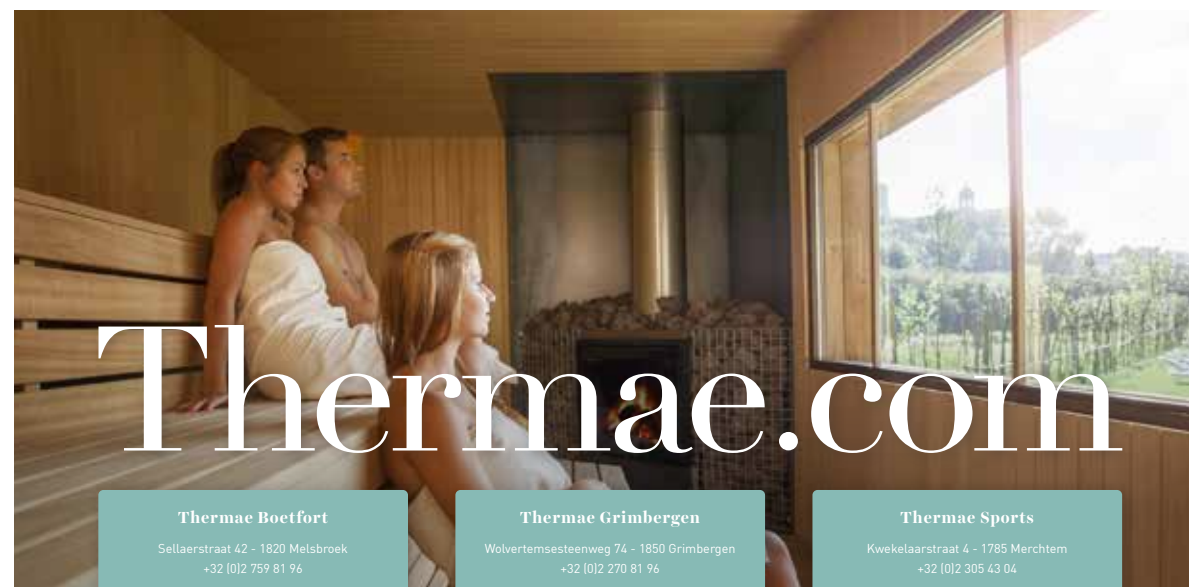 Thermae.com
Thermae Boetfort
Sellaerstraat 42 - 1820 Melsbroek
+32 (0)2 759 81 96
Thermae Grimbergen
Wolvertemsesteenweg 74 - 1850 Grimbergen
+32 (0)2 270 81 96
Thermae Sports
Kwekelaarstraat 4 - 1785 Merchtem
+32 (0)2 305 43 04